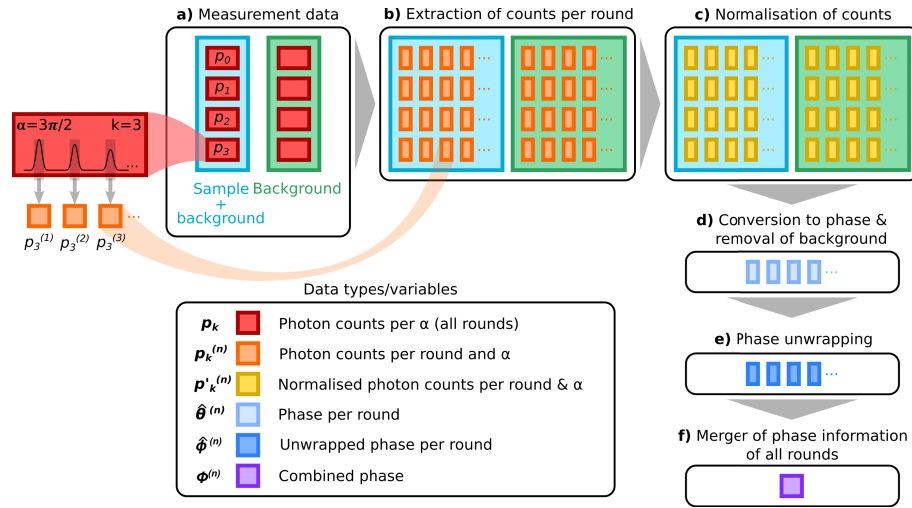 a) Measurement data
b) Extraction of counts per round
c) Normalisation of counts
p0
p1
p2
p3
α=3π/2 k=3
...
p3(1) p3(2) p3(3)
...
Sample
+
background
Background
... ...
... ...
... ...
... ...
... ...
... ...
... ...
... ...
d) Conversion to phase &
removal of background
...
e) Phase unwrapping
...
f) Merger of phase information
of all rounds
Data types/variables
pk Photon counts per α (all rounds)
pk(n) Photon counts per round and α
p'k(n) Normalised photon counts per round & α
θ̂(n) Phase per round
ϕ̂(n) Unwrapped phase per round
ϕ(n) Combined phase